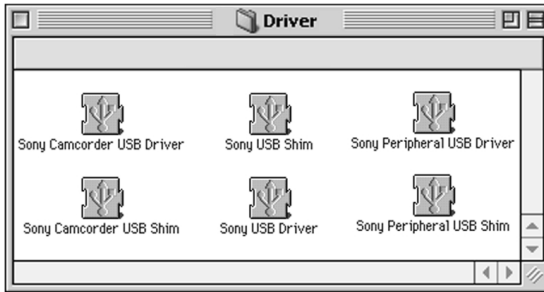 Driver
Sony Camcorder USB Driver
Sony USB Shim
Sony Peripheral USB Driver
Sony Camcorder USB Shim
Sony USB Driver
Sony Peripheral USB Shim